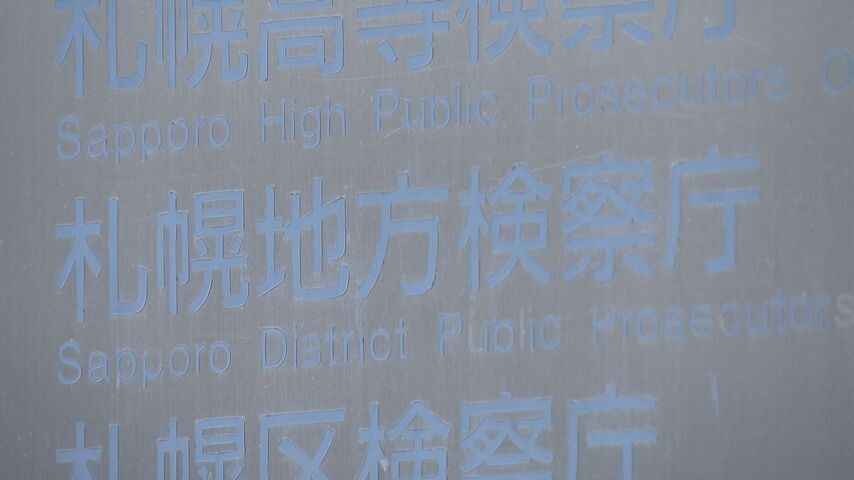 札幌高等検察庁
Sapporo High Public Prosecutors O
札幌地方検察庁
Sapporo District Public Prosecutors
札幌区検察庁